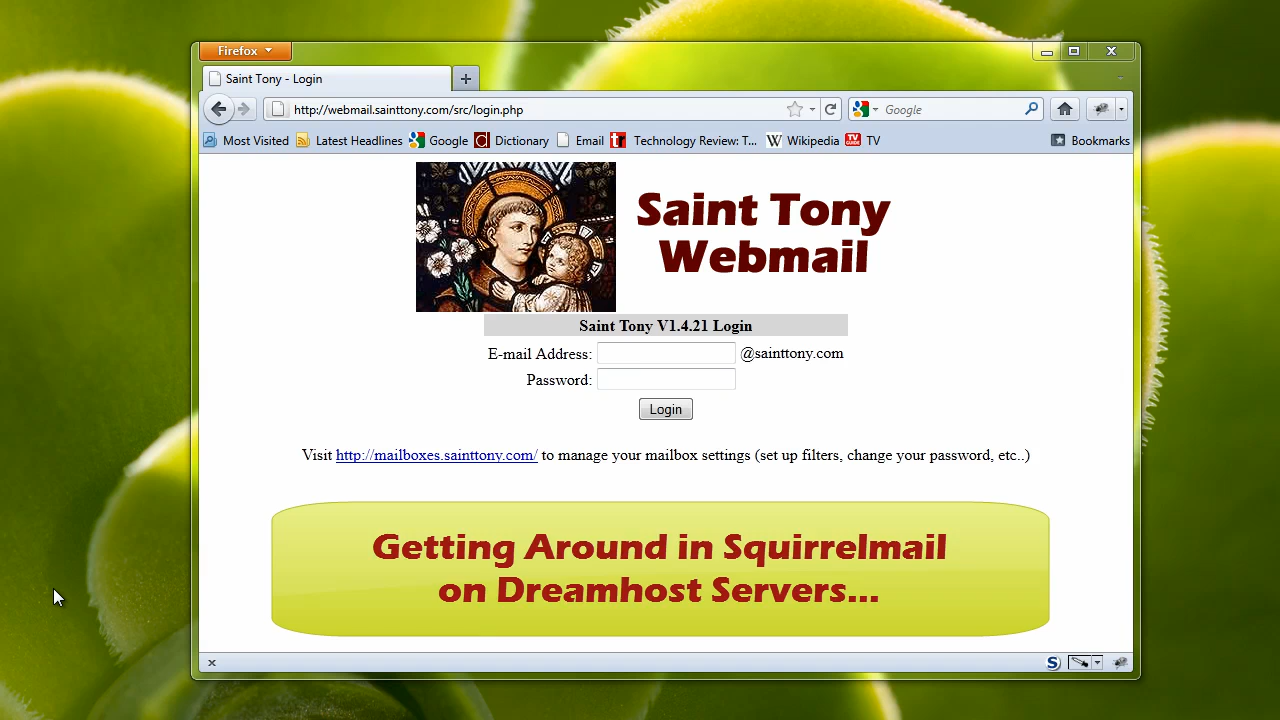 Firefox
Saint Tony - Login
http://webmail.sainttony.com/src/login.php
Google
Most Visited Latest Headlines Google Dictionary Email Technology Review: T... Wikipedia TV Bookmarks
Saint Tony
Webmail
Saint Tony V1.4.21 Login
E-mail Address: @sainttony.com
Password:
Login
Visit http://mailboxes.sainttony.com/ to manage your mailbox settings (set up filters, change your password, etc..)
Getting Around in Squirrelmail
on Dreamhost Servers...